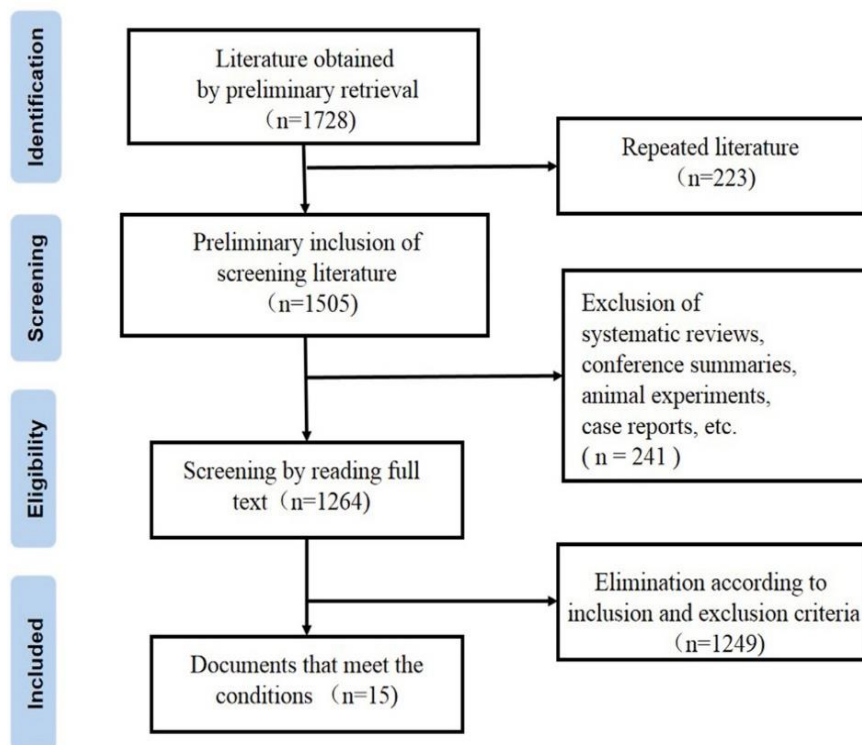 Identification
Literature obtained
by preliminary retrieval
（n=1728）
Repeated literature
（n=223）
Screening
Preliminary inclusion of
screening literature
（n=1505）
Exclusion of
systematic reviews,
conference summaries,
animal experiments,
case reports, etc.
( n = 241 )
Eligibility
Screening by reading full
text（n=1264）
Elimination according to
inclusion and exclusion criteria
（n=1249）
Included
Documents that meet the
conditions （n=15）